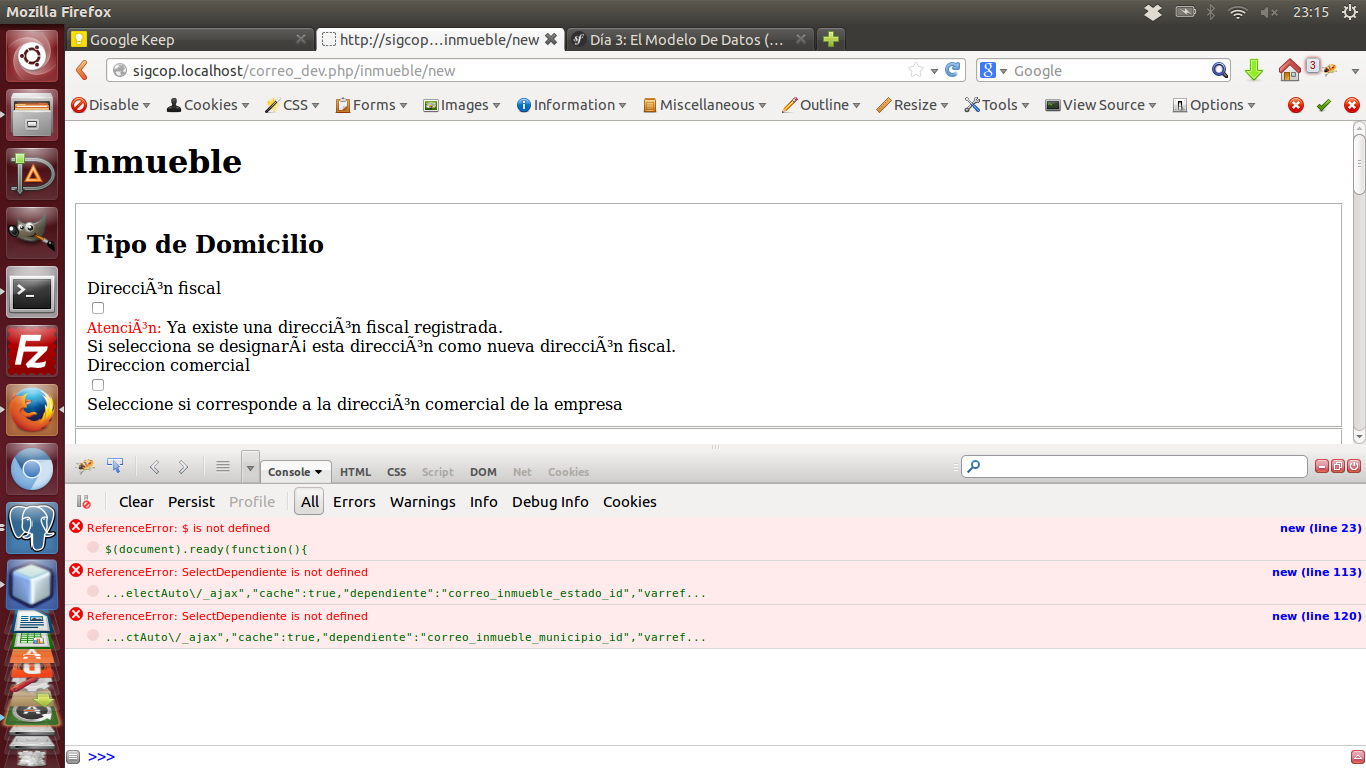 Mozilla Firefox
23:15
Google Keep
http://sigcop...inmueble/new
Día 3: El Modelo De Datos (...
sigcop.localhost/correo_dev.php/inmueble/new
Google
3
Disable
Cookies
CSS
Forms
Images
Information
Miscellaneous
Outline
Resize
Tools
View Source
Options
Inmueble
Tipo de Domicilio
DirecciÃ³n fiscal
AtenciÃ³n: Ya existe una direcciÃ³n fiscal registrada.
Si selecciona se designarÃ¡ esta direcciÃ³n como nueva direcciÃ³n fiscal.
Direccion comercial
Seleccione si corresponde a la direcciÃ³n comercial de la empresa
Console
HTML
CSS
Script
DOM
Net
Cookies
Clear
Persist
Profile
All
Errors
Warnings
Info
Debug Info
Cookies
ReferenceError: $ is not defined
new (line 23)
$(document).ready(function(){
ReferenceError: SelectDependiente is not defined
new (line 113)
...electAuto\/_ajax","cache":true,"dependiente":"correo_inmueble_estado_id","varref...
ReferenceError: SelectDependiente is not defined
new (line 120)
...ctAuto\/_ajax","cache":true,"dependiente":"correo_inmueble_municipio_id","varref...
>>>